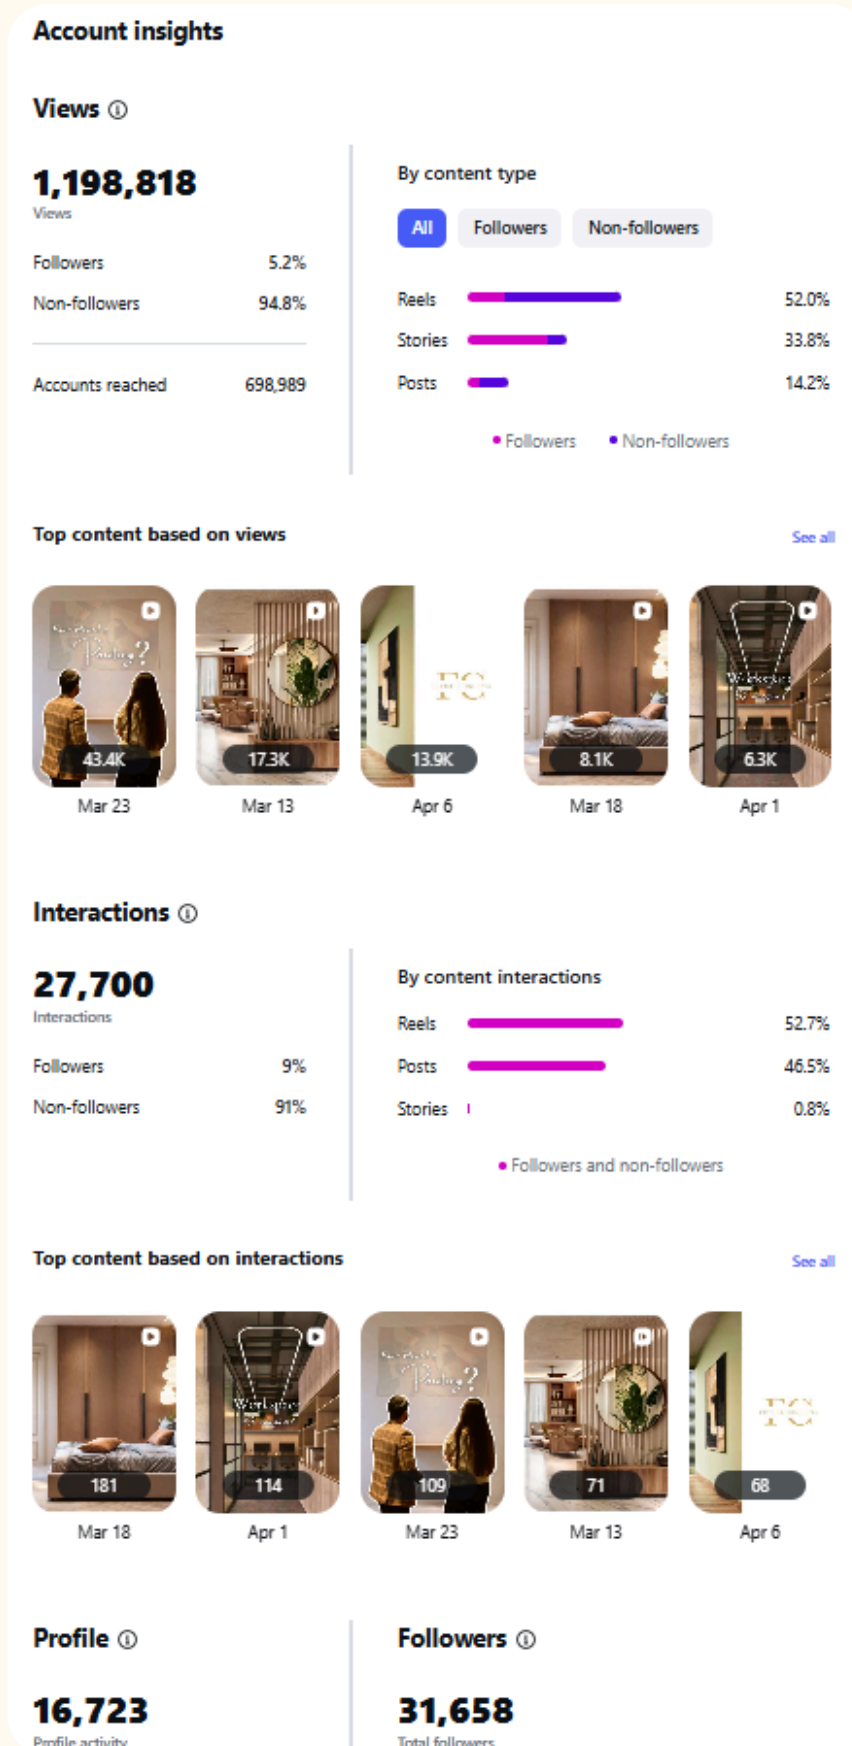 Account insights
Views
1,198,818
Views
Followers 5.2%
Non-followers 94.8%
Accounts reached 698,989
By content type
All Followers Non-followers
Reels 52.0%
Stories 33.8%
Posts 14.2%
Followers Non-followers
Top content based on views See all
43.4K 17.3K 13.9K 8.1K 6.3K
Mar 23 Mar 13 Apr 6 Mar 18 Apr 1
Interactions
27,700
Interactions
Followers 9%
Non-followers 91%
By content interactions
Reels 52.7%
Posts 46.5%
Stories 0.8%
Followers and non-followers
Top content based on interactions See all
Workspace
181 114 109 71 68
Mar 18 Apr 1 Mar 23 Mar 13 Apr 6
Profile
16,723
Profile activity
Followers
31,658
Total followers